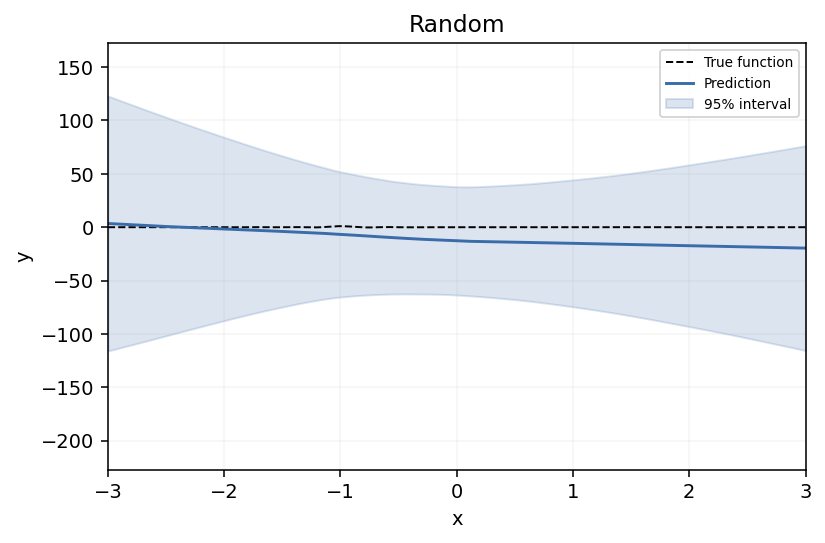 Random
True function
Prediction
95% interval
150
100
50
0
−50
−100
−150
−200
y
−3 −2 −1 0 1 2 3
x